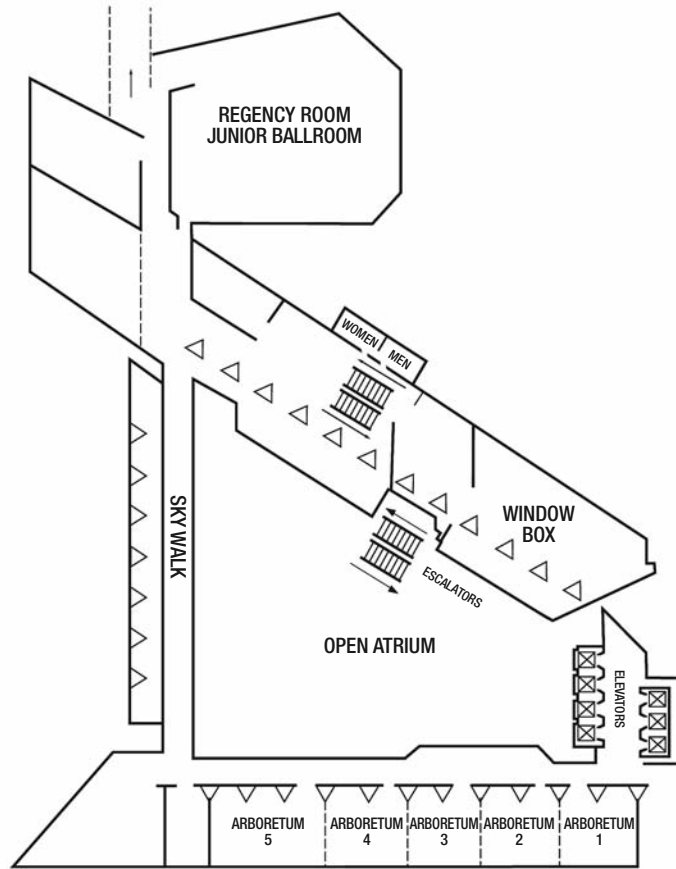 REGENCY ROOM
JUNIOR BALLROOM
WOMEN
MEN
SKY WALK
WINDOW
BOX
ESCALATORS
OPEN ATRIUM
ELEVATORS
ARBORETUM
5
ARBORETUM
4
ARBORETUM
3
ARBORETUM
2
ARBORETUM
1